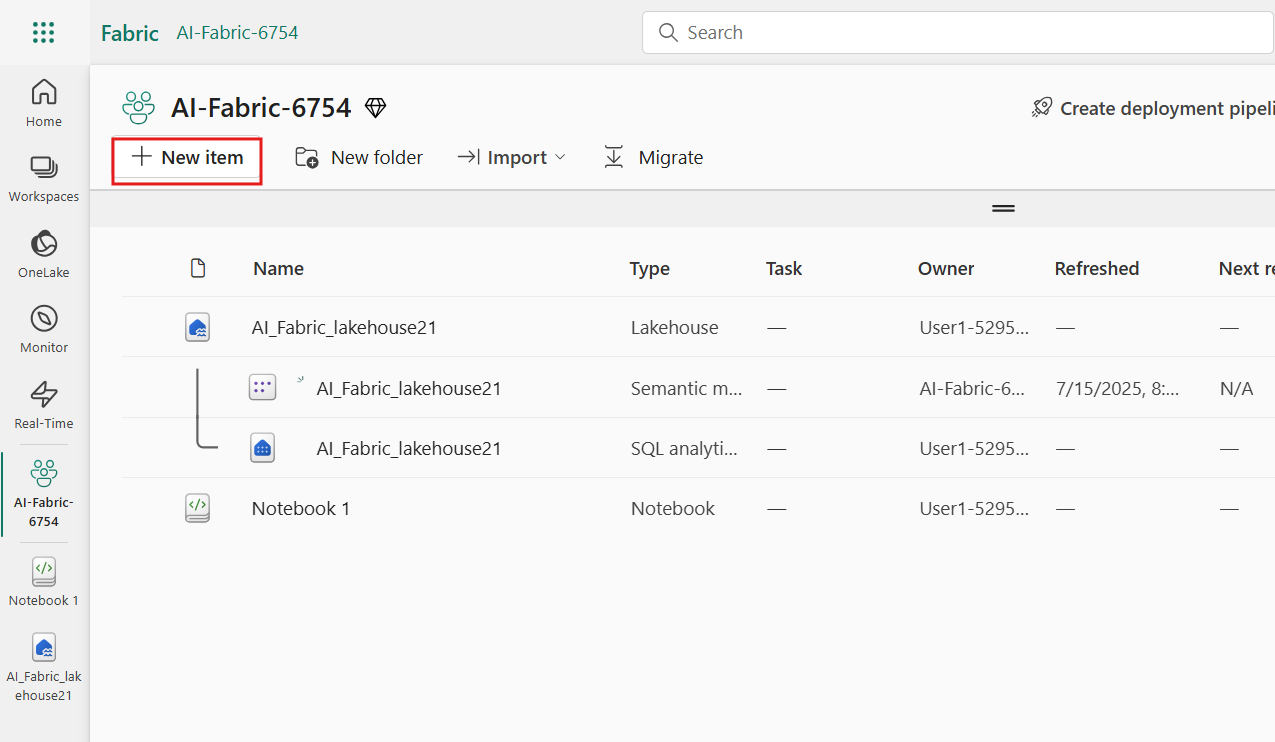 Fabric AI-Fabric-6754 Search
Home
Workspaces
OneLake
Monitor
Real-Time
AI-Fabric-
6754
Notebook 1
AI_Fabric_lak
ehouse21
AI-Fabric-6754 Create deployment pipeli
New item New folder Import Migrate
Name Type Task Owner Refreshed Next re
AI_Fabric_lakehouse21 Lakehouse — User1-5295... — —
AI_Fabric_lakehouse21 Semantic m... — AI-Fabric-6... 7/15/2025, 8:... N/A
AI_Fabric_lakehouse21 SQL analyti... — User1-5295... — —
Notebook 1 Notebook — User1-5295... — —